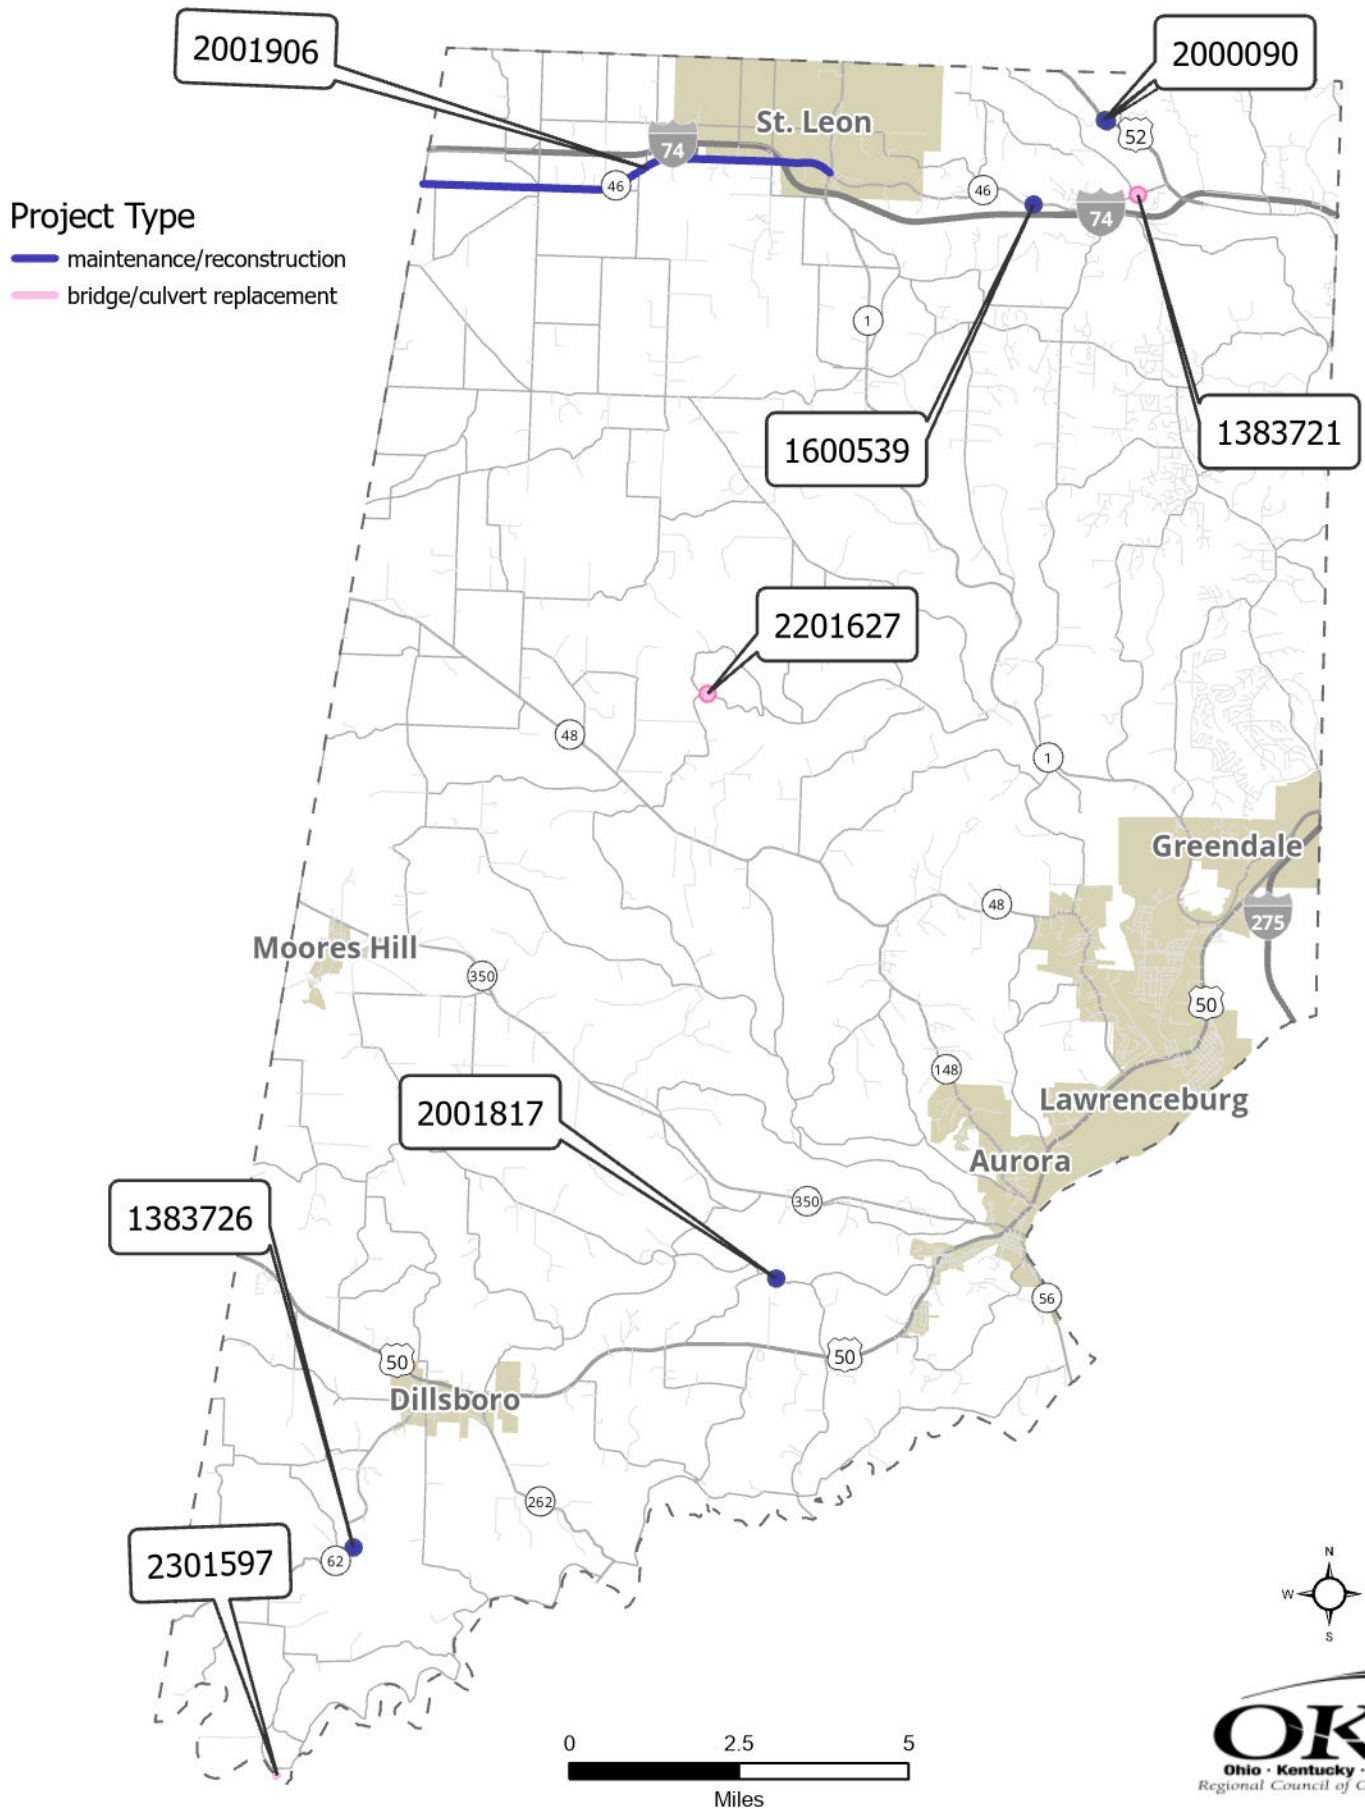 2001906
2000090
St. Leon
52
74
46
46
74
Project Type
maintenance/reconstruction
bridge/culvert replacement
1
1600539
1383721
2201627
48
1
Greendale
48
275
Moores Hill
350
50
148
Lawrenceburg
2001817
Aurora
350
1383726
56
50
50
Dillsboro
262
62
2301597
N
W
S
0 2.5 5
Miles
OK
Ohio · Kentucky ·
Regional Council of